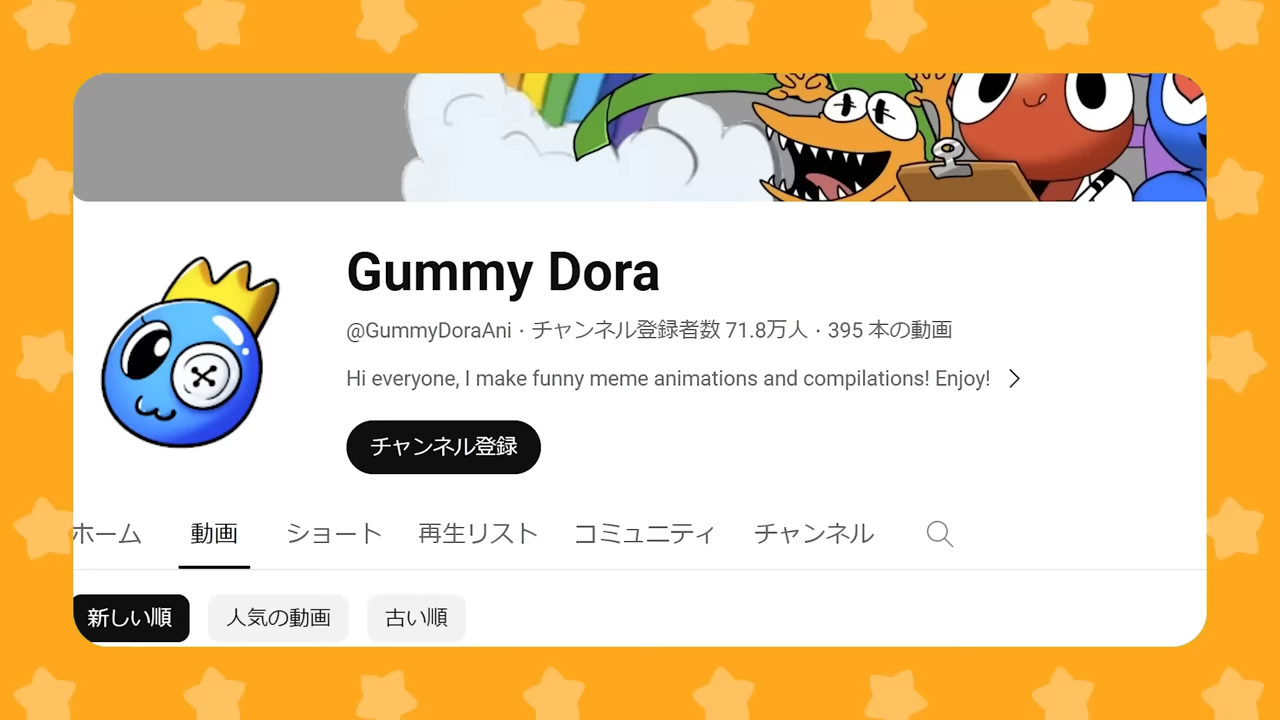 Gummy Dora
@GummyDoraAni · チャンネル登録者数 71.8万人 · 395 本の動画
Hi everyone, I make funny meme animations and compilations! Enjoy!
チャンネル登録
ホーム 動画 ショート 再生リスト コミュニティ チャンネル
新しい順 人気の動画 古い順